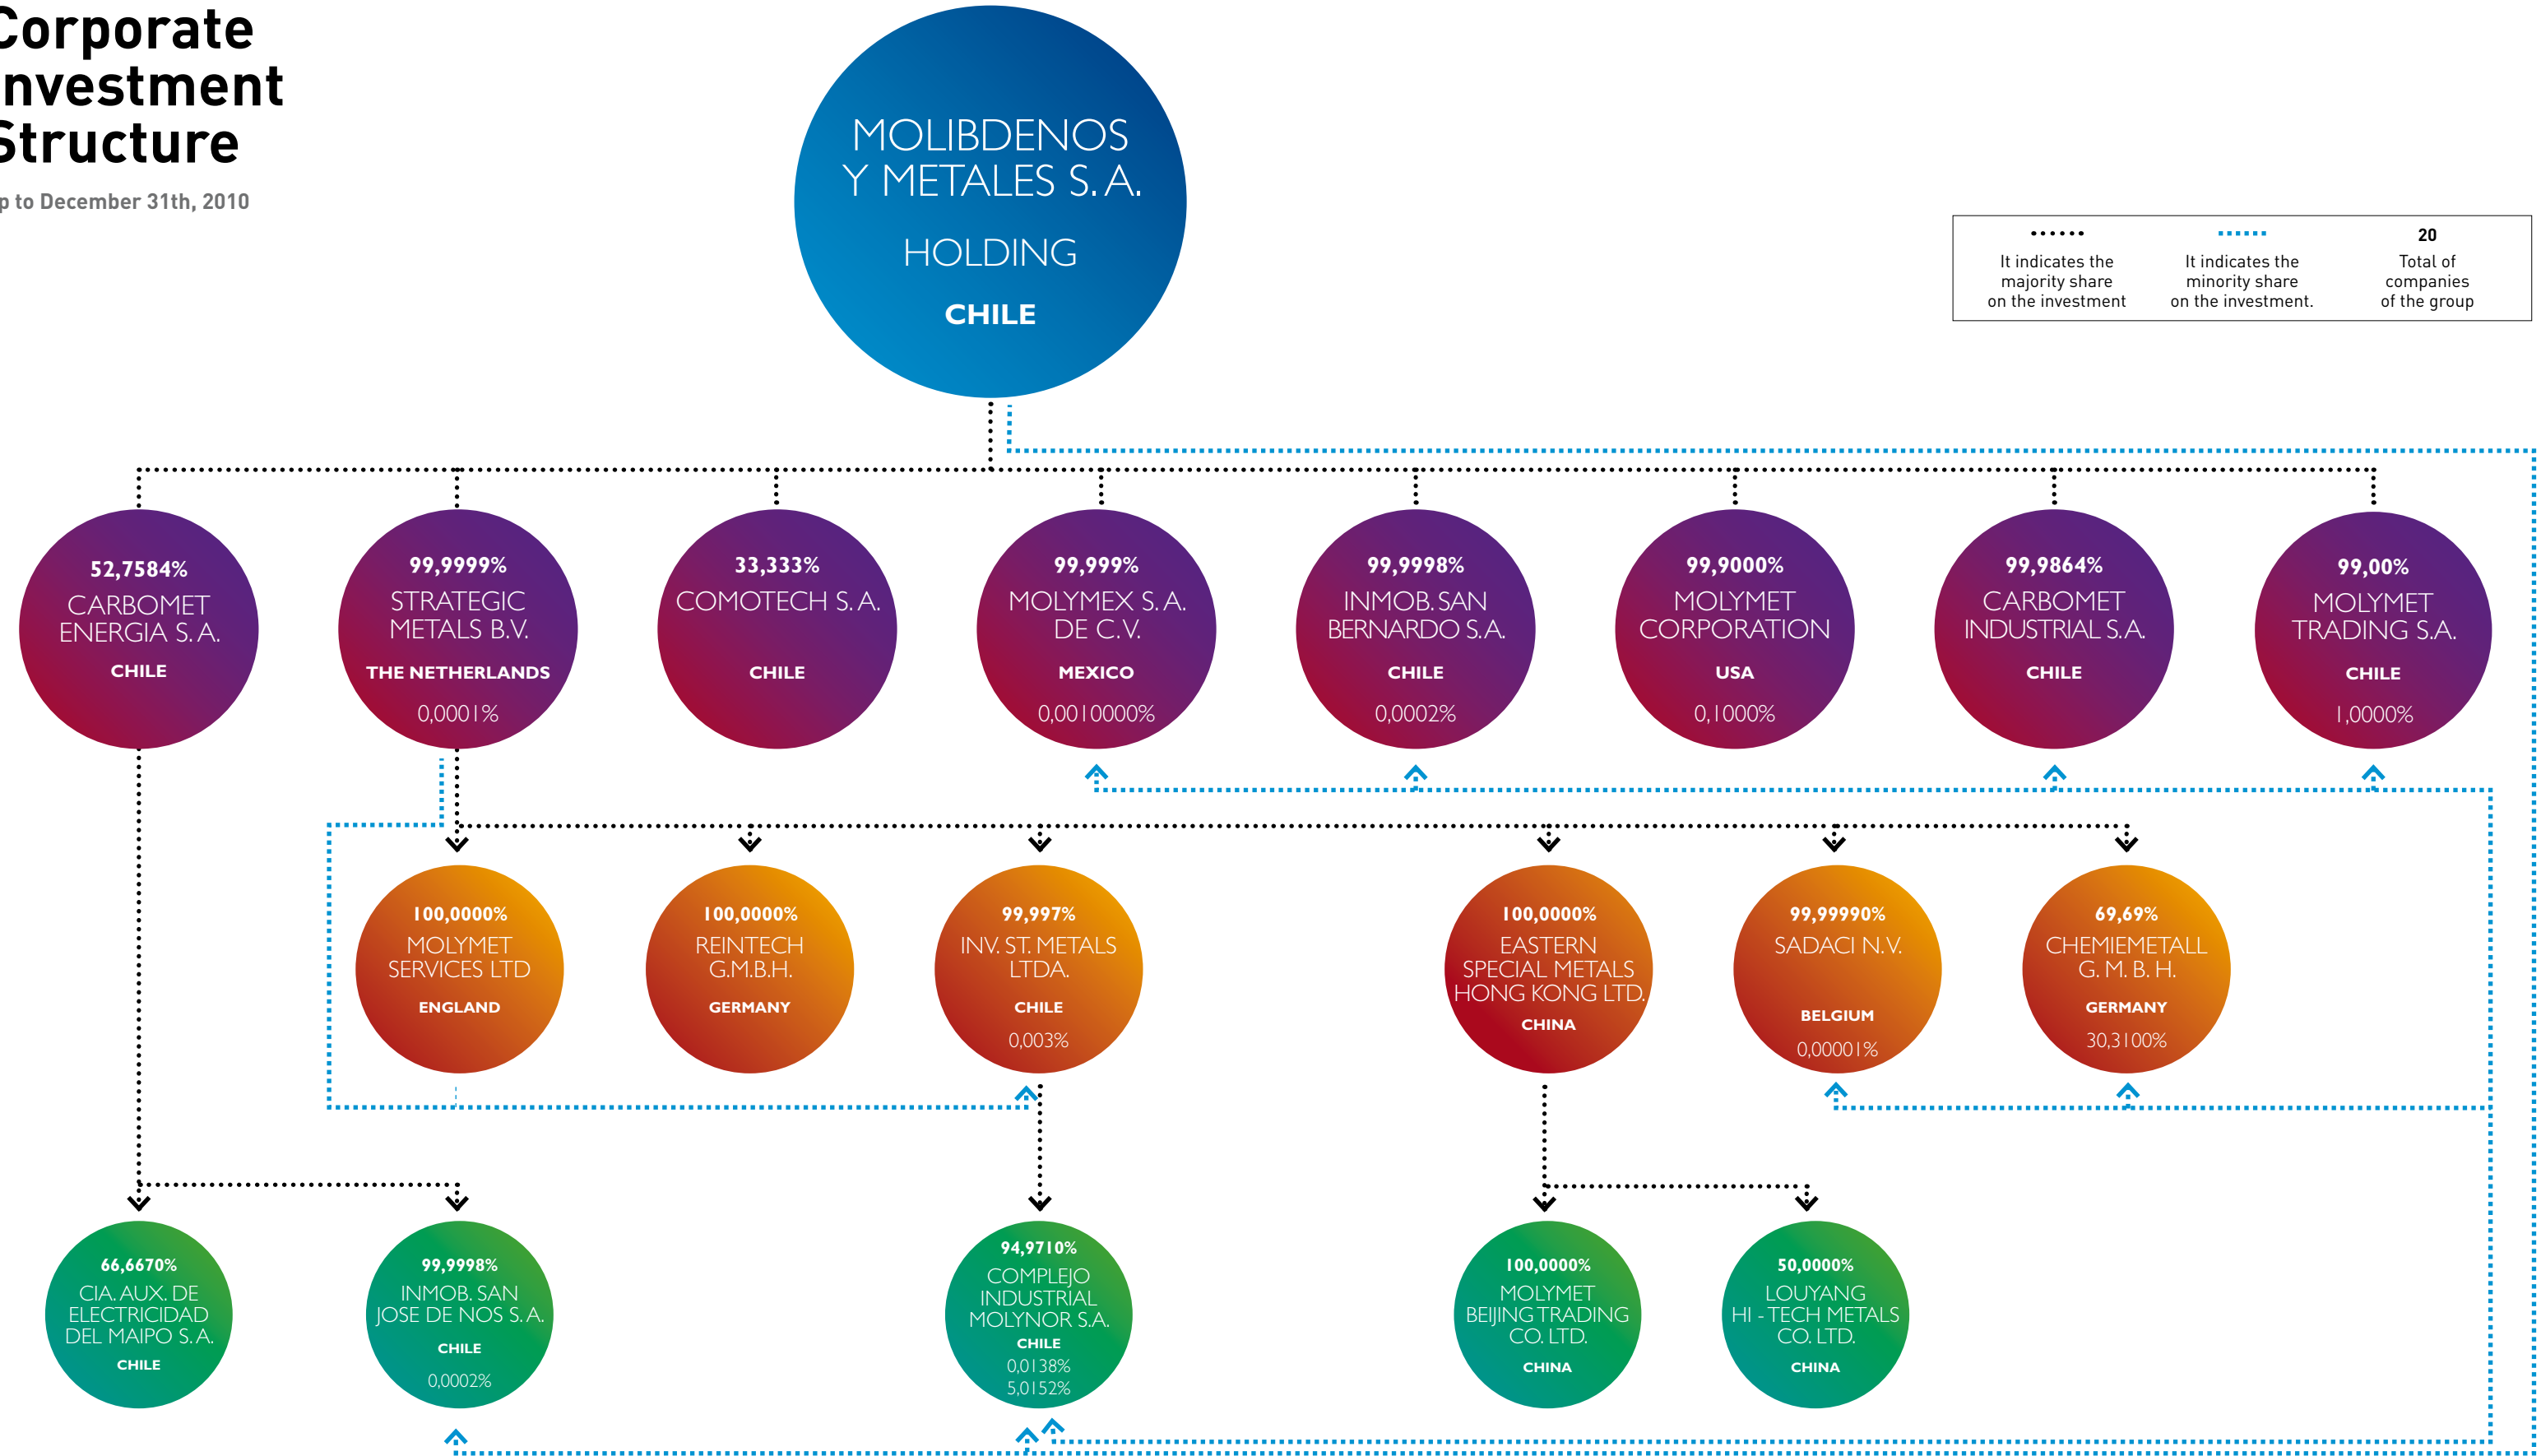 Corporate
Investment
Structure
p to December 31th, 2010
MOLIBDENOS
Y METALES S. A.
HOLDING
CHILE
It indicates the
majority share
on the investment
It indicates the
minority share
on the investment.
20
Total of
companies
of the group
52,7584%
CARBOMET
ENERGIA S. A.
CHILE
99,9999%
STRATEGIC
METALS B.V.
THE NETHERLANDS
0,0001%
33,333%
COMOTECH S. A.
CHILE
99,999%
MOLYMEX S. A.
DE C.V.
MEXICO
0,0010000%
99,9998%
INMOB. SAN
BERNARDO S.A.
CHILE
0,0002%
99,9000%
MOLYMET
CORPORATION
USA
0,1000%
99,9864%
CARBOMET
INDUSTRIAL S. A.
CHILE
99,00%
MOLYMET
TRADING S.A.
CHILE
1,0000%
100,0000%
MOLYMET
SERVICES LTD
ENGLAND
100,0000%
REINTECH
G.M.B.H.
GERMANY
99,997%
INV. ST. METALS
LTDA.
CHILE
0,003%
100,0000%
EASTERN
SPECIAL METALS
HONG KONG LTD.
CHINA
99,99990%
SADACI N.V.
BELGIUM
0,00001%
69,69%
CHEMIEMETALL
G. M. B. H.
GERMANY
30,3100%
66,6670%
CIA. AUX. DE
ELECTRICIDAD
DEL MAIPO S. A.
CHILE
99,9998%
INMOB. SAN
JOSE DE NOS S. A.
CHILE
0,0002%
94,9710%
COMPLEJO
INDUSTRIAL
MOLYNOR S.A.
CHILE
0,0138%
5,0152%
100,0000%
MOLYMET
BEIJING TRADING
CO. LTD.
CHINA
50,0000%
LOUYANG
HI - TECH METALS
CO. LTD.
CHINA